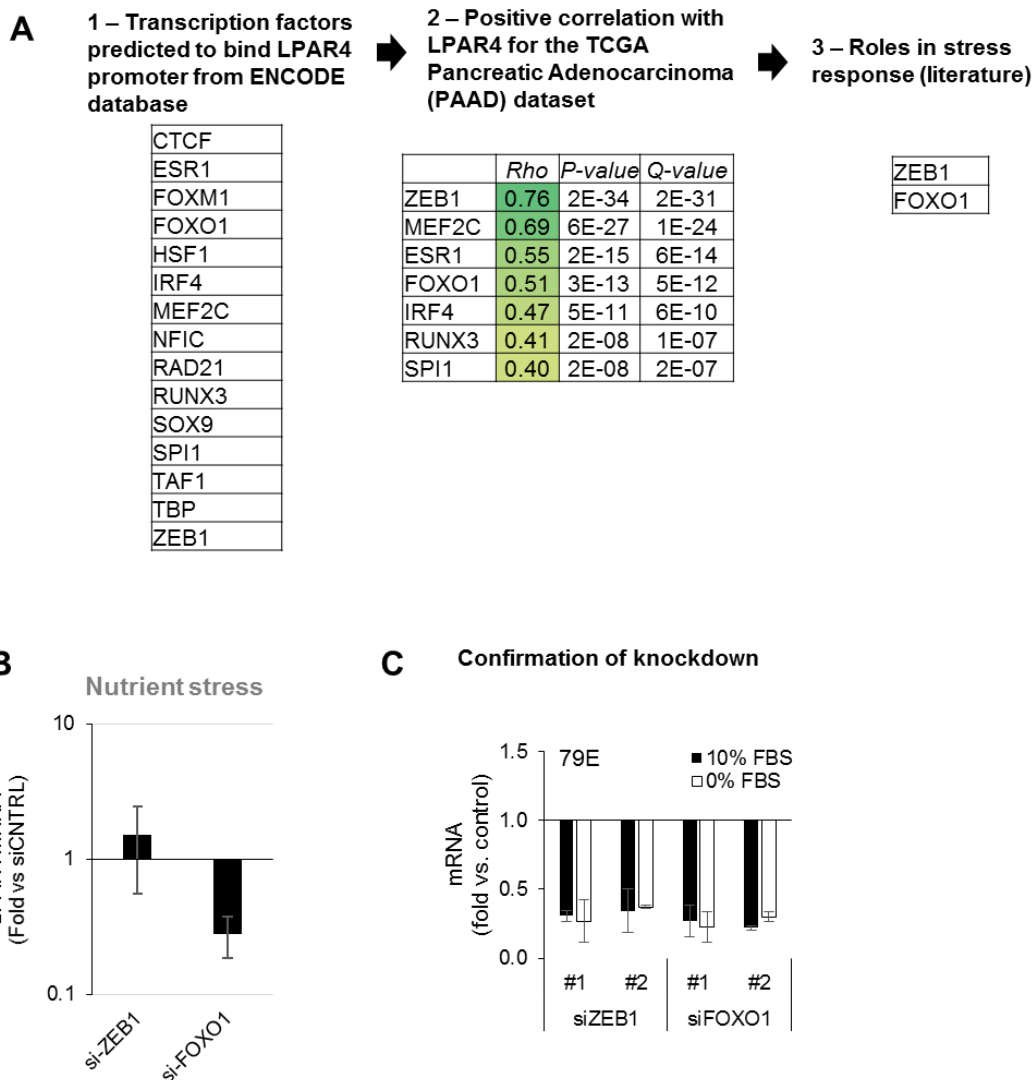 A
1 – Transcription factors
predicted to bind LPAR4
promoter from ENCODE
database
CTCF
ESR1
FOXM1
FOXO1
HSF1
IRF4
MEF2C
NFIC
RAD21
RUNX3
SOX9
SPI1
TAF1
TBP
ZEB1
2 – Positive correlation with
LPAR4 for the TCGA
Pancreatic Adenocarcinoma
(PAAD) dataset
Rho P-value Q-value
ZEB1 0.76 2E-34 2E-31
MEF2C 0.69 6E-27 1E-24
ESR1 0.55 2E-15 6E-14
FOXO1 0.51 3E-13 5E-12
IRF4 0.47 5E-11 6E-10
RUNX3 0.41 2E-08 1E-07
SPI1 0.40 2E-08 2E-07
3 – Roles in stress
response (literature)
ZEB1
FOXO1
B
Nutrient stress
(Fold vs siCNTRL)
10
1
0.1
si-ZEB1
si-FOXO1
C
Confirmation of knockdown
79E
10% FBS
0% FBS
mRNA
(fold vs. control)
1.5
1.0
0.5
0.0
#1 #2 #1 #2
siZEB1 siFOXO1